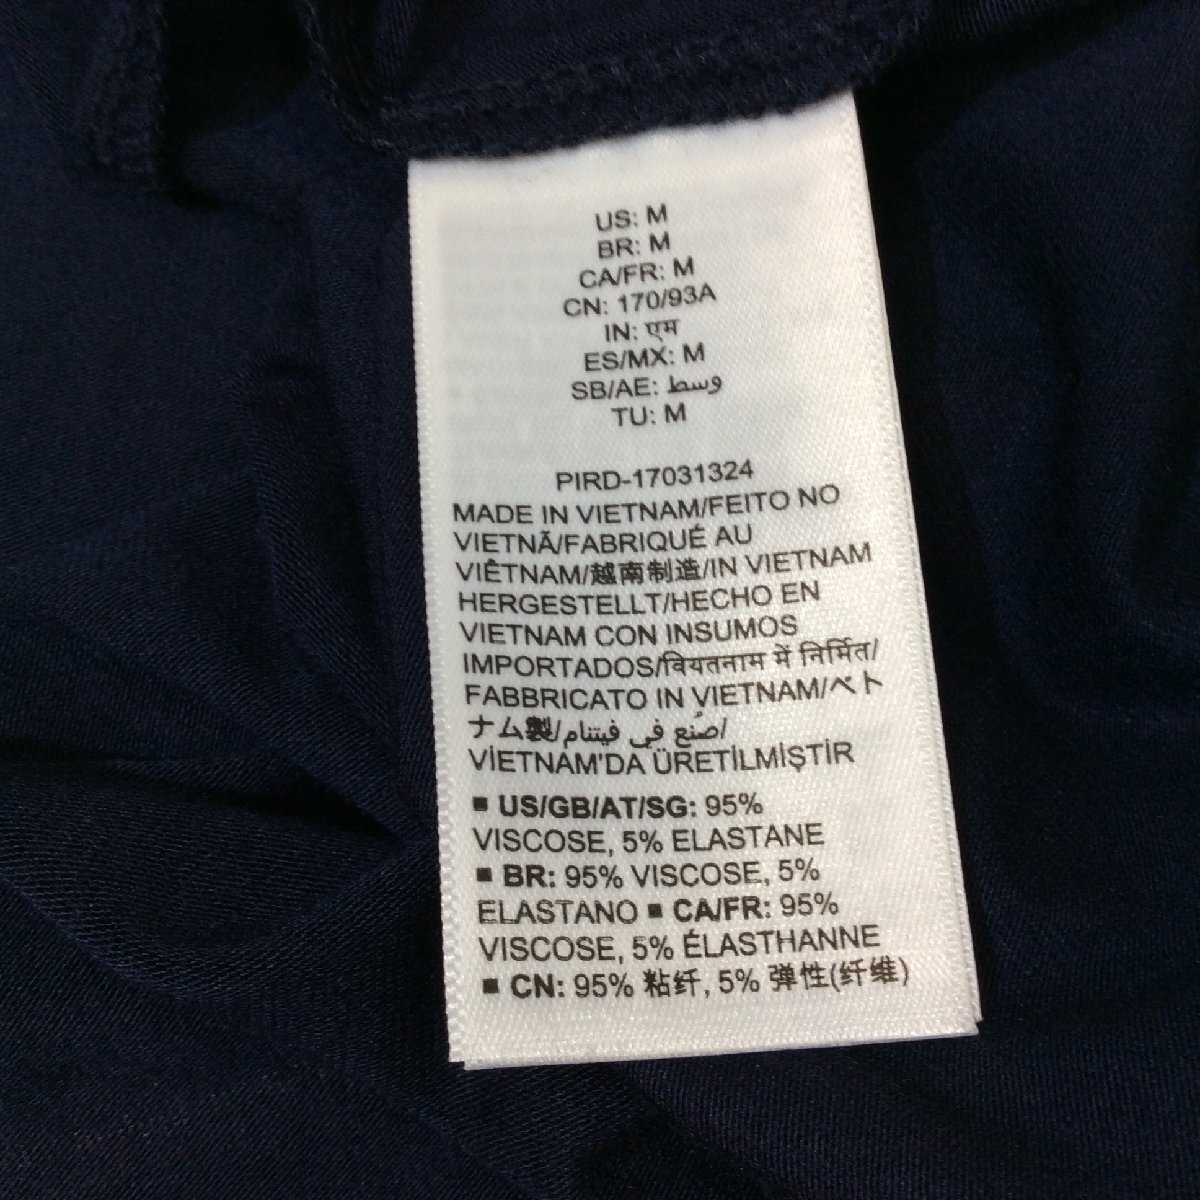 US: M
BR: M
CA/FR: M
CN: 170/93A
IN: एम
ES/MX: M
SB/AE: وسط
TU: M
PIRD-17031324
MADE IN VIETNAM/FEITO NO
VIETNÃ/FABRIQUÉ AU
VIÊTNAM/越南制造/IN VIETNAM
HERGESTELLT/HECHO EN
VIETNAM CON INSUMOS
IMPORTADOS/वियतनाम में निर्मित/
FABBRICATO IN VIETNAM/ベト
ナム製/صُنع في فيتنام/
VİETNAM'DA ÜRETİLMİŞTİR
▪ US/GB/AT/SG: 95%
VISCOSE, 5% ELASTANE
▪ BR: 95% VISCOSE, 5%
ELASTANO ▪ CA/FR: 95%
VISCOSE, 5% ÉLASTHANNE
▪ CN: 95% 粘纤, 5% 弹性(纤维)